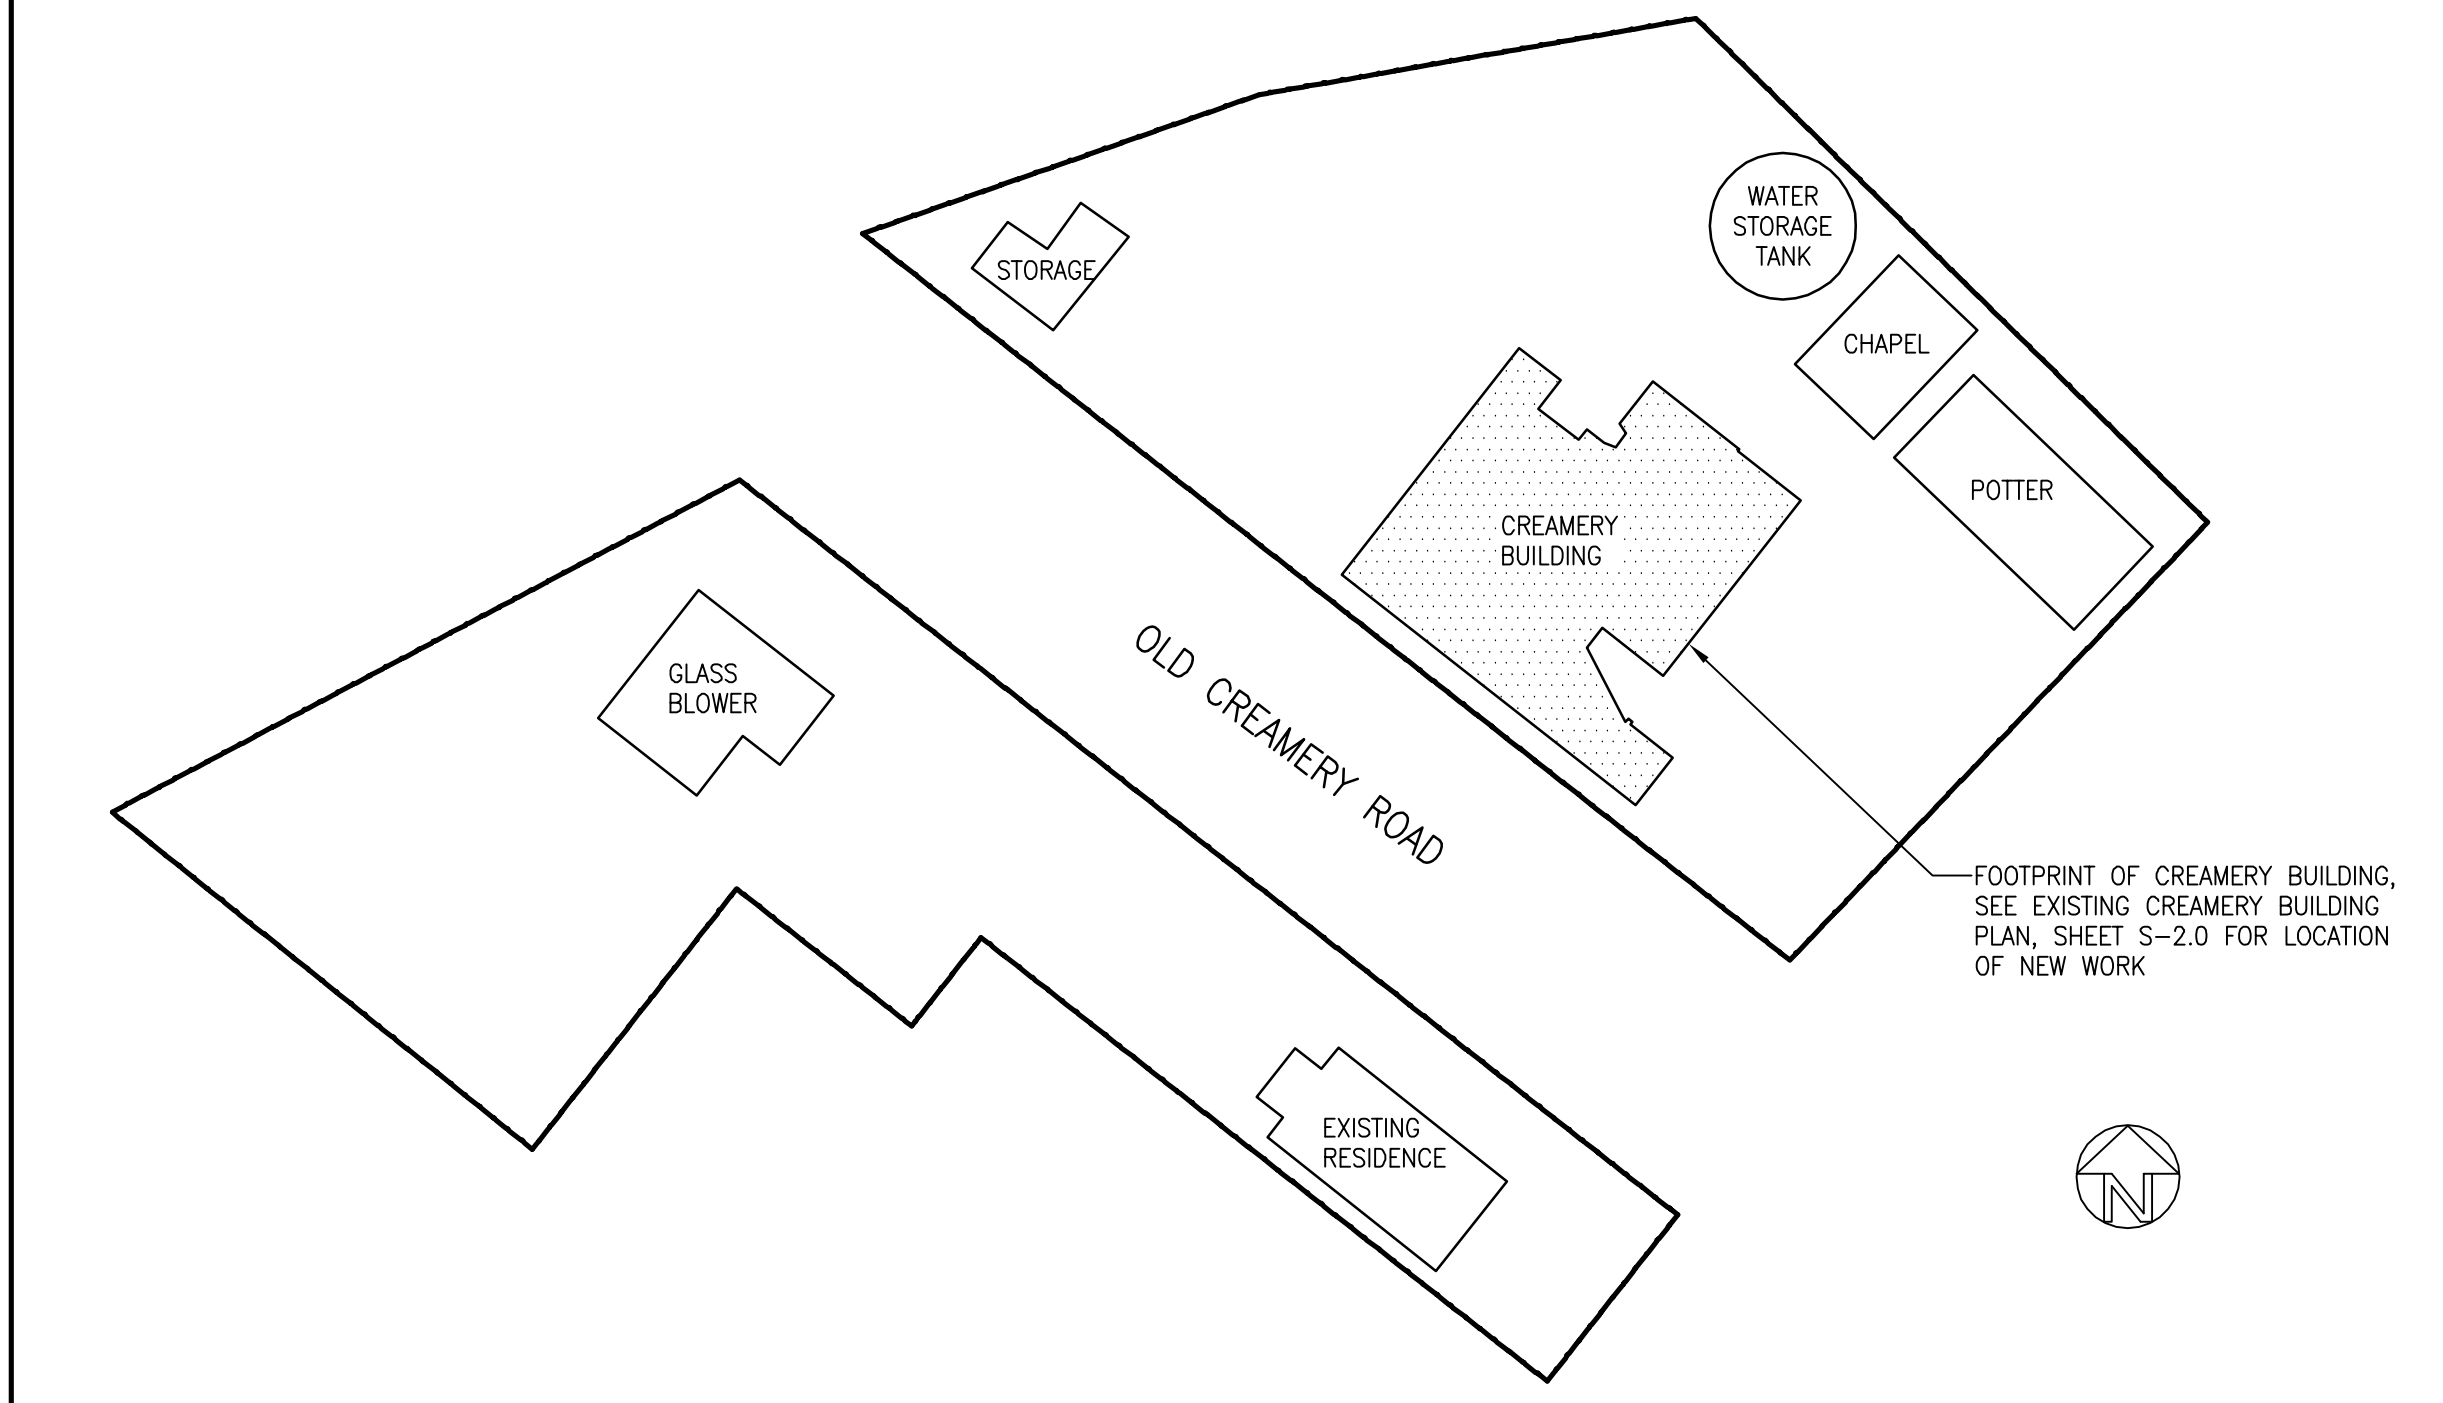 WATER
STORAGE
TANK
STORAGE
CHAPEL
POTTER
CREAMERY
BUILDING
GLASS
BLOWER
OLD CREAMERY ROAD
FOOTPRINT OF CREAMERY BUILDING,
SEE EXISTING CREAMERY BUILDING
PLAN, SHEET S-2.0 FOR LOCATION
OF NEW WORK
EXISTING
RESIDENCE
N